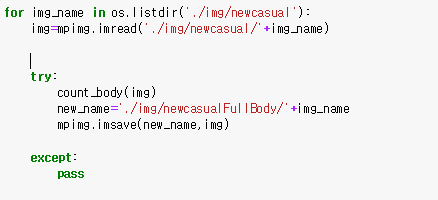 for img_name in os.listdir('./img/newcasual'):
    img=mpimg.imread('./img/newcasual/'+img_name)
    try:
        count_body(img)
        new_name='./img/newcasualFullBody/'+img_name
        mpimg.imsave(new_name,img)
    except:
        pass